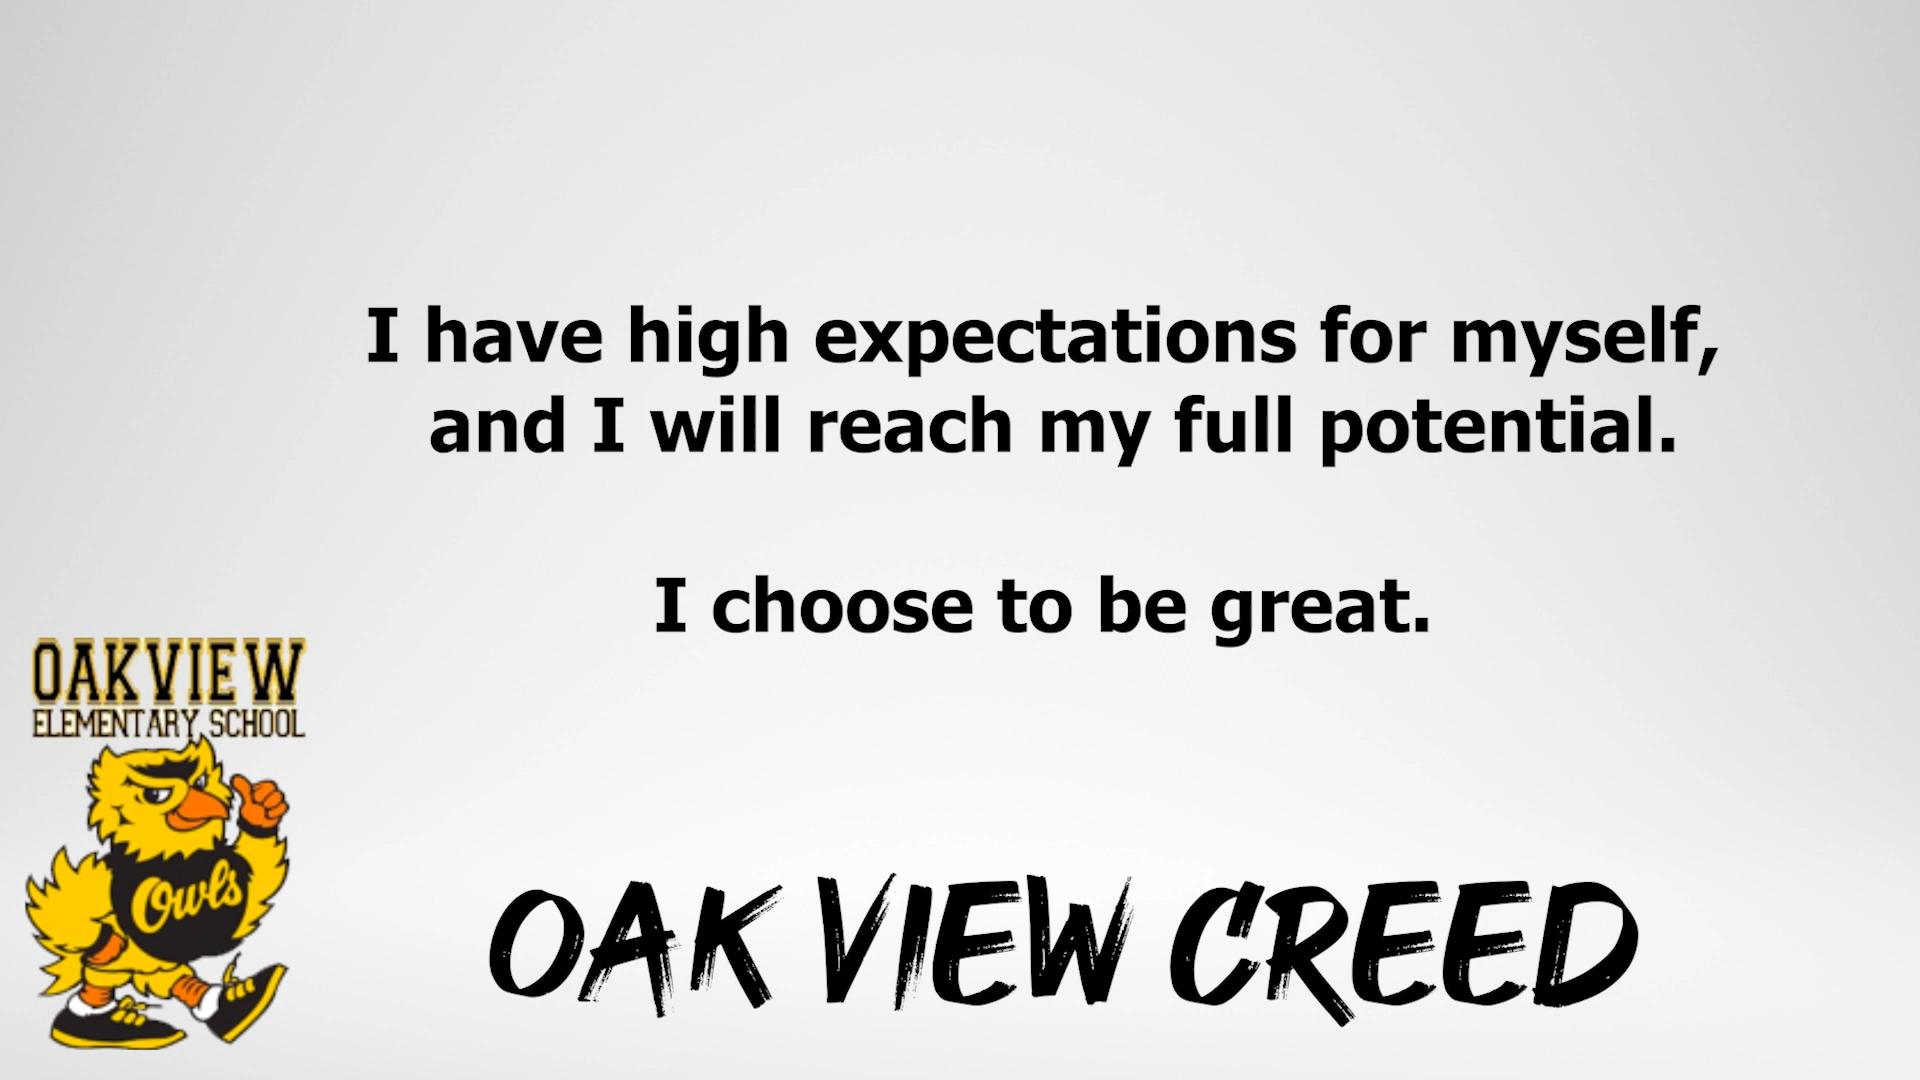 I have high expectations for myself,
and I will reach my full potential.
I choose to be great.
OAKVIEW
ELEMENTARY SCHOOL
Owls
OAK VIEW CREED